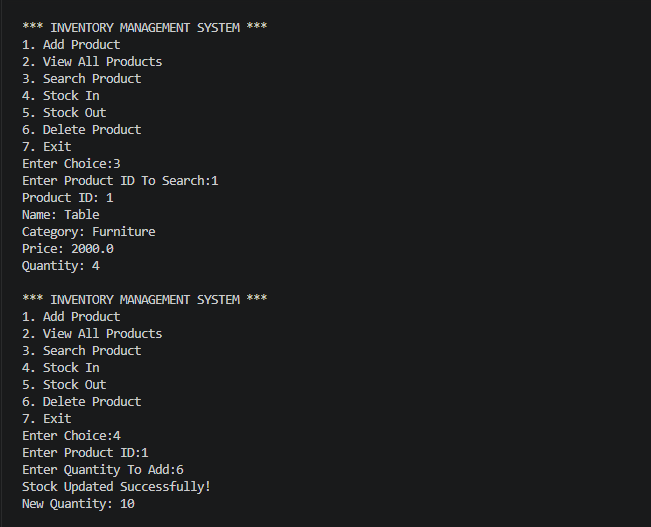 *** INVENTORY MANAGEMENT SYSTEM ***
1. Add Product
2. View All Products
3. Search Product
4. Stock In
5. Stock Out
6. Delete Product
7. Exit
Enter Choice:3
Enter Product ID To Search:1
Product ID: 1
Name: Table
Category: Furniture
Price: 2000.0
Quantity: 4

*** INVENTORY MANAGEMENT SYSTEM ***
1. Add Product
2. View All Products
3. Search Product
4. Stock In
5. Stock Out
6. Delete Product
7. Exit
Enter Choice:4
Enter Product ID:1
Enter Quantity To Add:6
Stock Updated Successfully!
New Quantity: 10